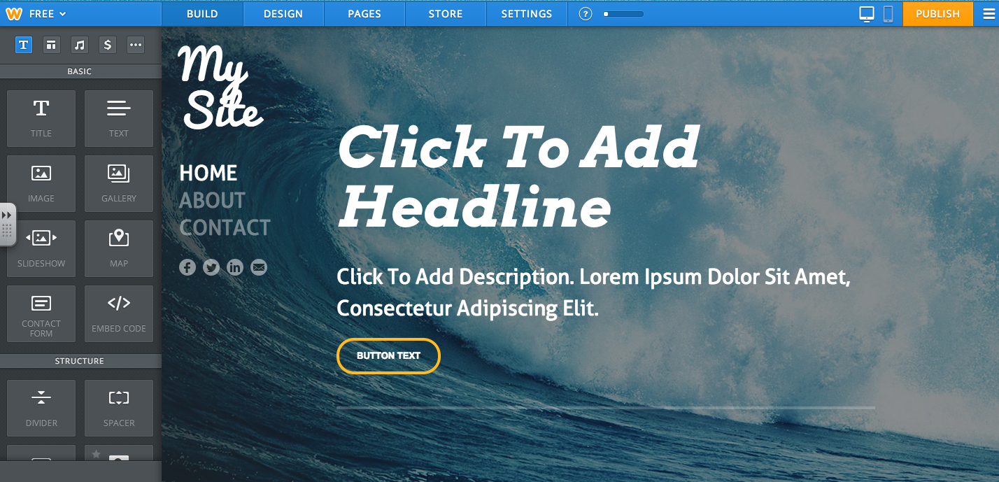 FREE
BUILD
DESIGN
PAGES
STORE
SETTINGS
?
PUBLISH
T
$
BASIC
T
TITLE
TEXT
IMAGE
GALLERY
SLIDESHOW
MAP
CONTACT
FORM
</>
EMBED CODE
STRUCTURE
DIVIDER
SPACER
My
Site
HOME
ABOUT
CONTACT
Click To Add
Headline
Click To Add Description. Lorem Ipsum Dolor Sit Amet,
Consectetur Adipiscing Elit.
BUTTON TEXT